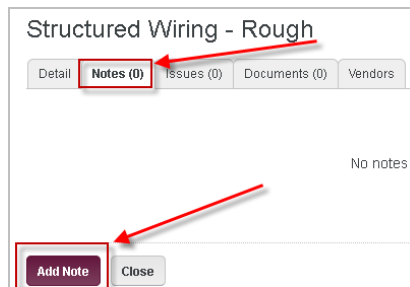 Structured Wiring - Rough
Detail Notes (0) Issues (0) Documents (0) Vendors
No notes
Add Note Close